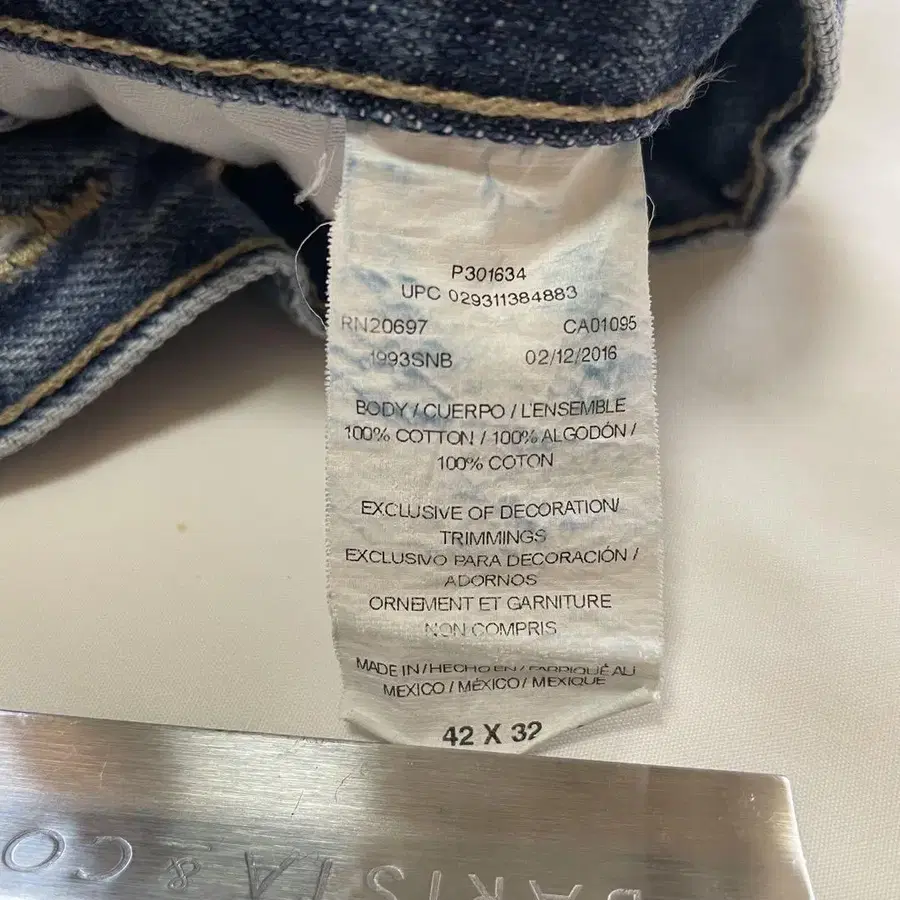 P301634
UPC 029311384883
RN20697 CA01095
1993SNB 02/12/2016
BODY / CUERPO / L'ENSEMBLE
100% COTTON / 100% ALGODÓN /
100% COTON
EXCLUSIVE OF DECORATION/
TRIMMINGS
EXCLUSIVO PARA DECORACIÓN /
ADORNOS
ORNEMENT ET GARNITURE
NON COMPRIS
MADE IN / HECHO EN / FABRIQUÉ AU
MEXICO / MÉXICO / MEXIQUE
42 X 32
BARISTA & CO